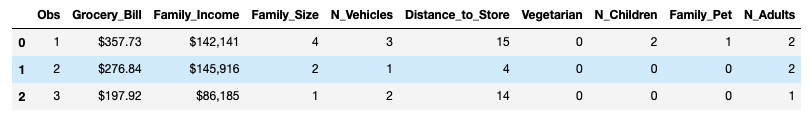 Obs Grocery_Bill Family_Income Family_Size N_Vehicles Distance_to_Store Vegetarian N_Children Family_Pet N_Adults
0 1 $357.73 $142,141 4 3 15 0 2 1 2
1 2 $276.84 $145,916 2 1 4 0 0 0 2
2 3 $197.92 $86,185 1 2 14 0 0 0 1